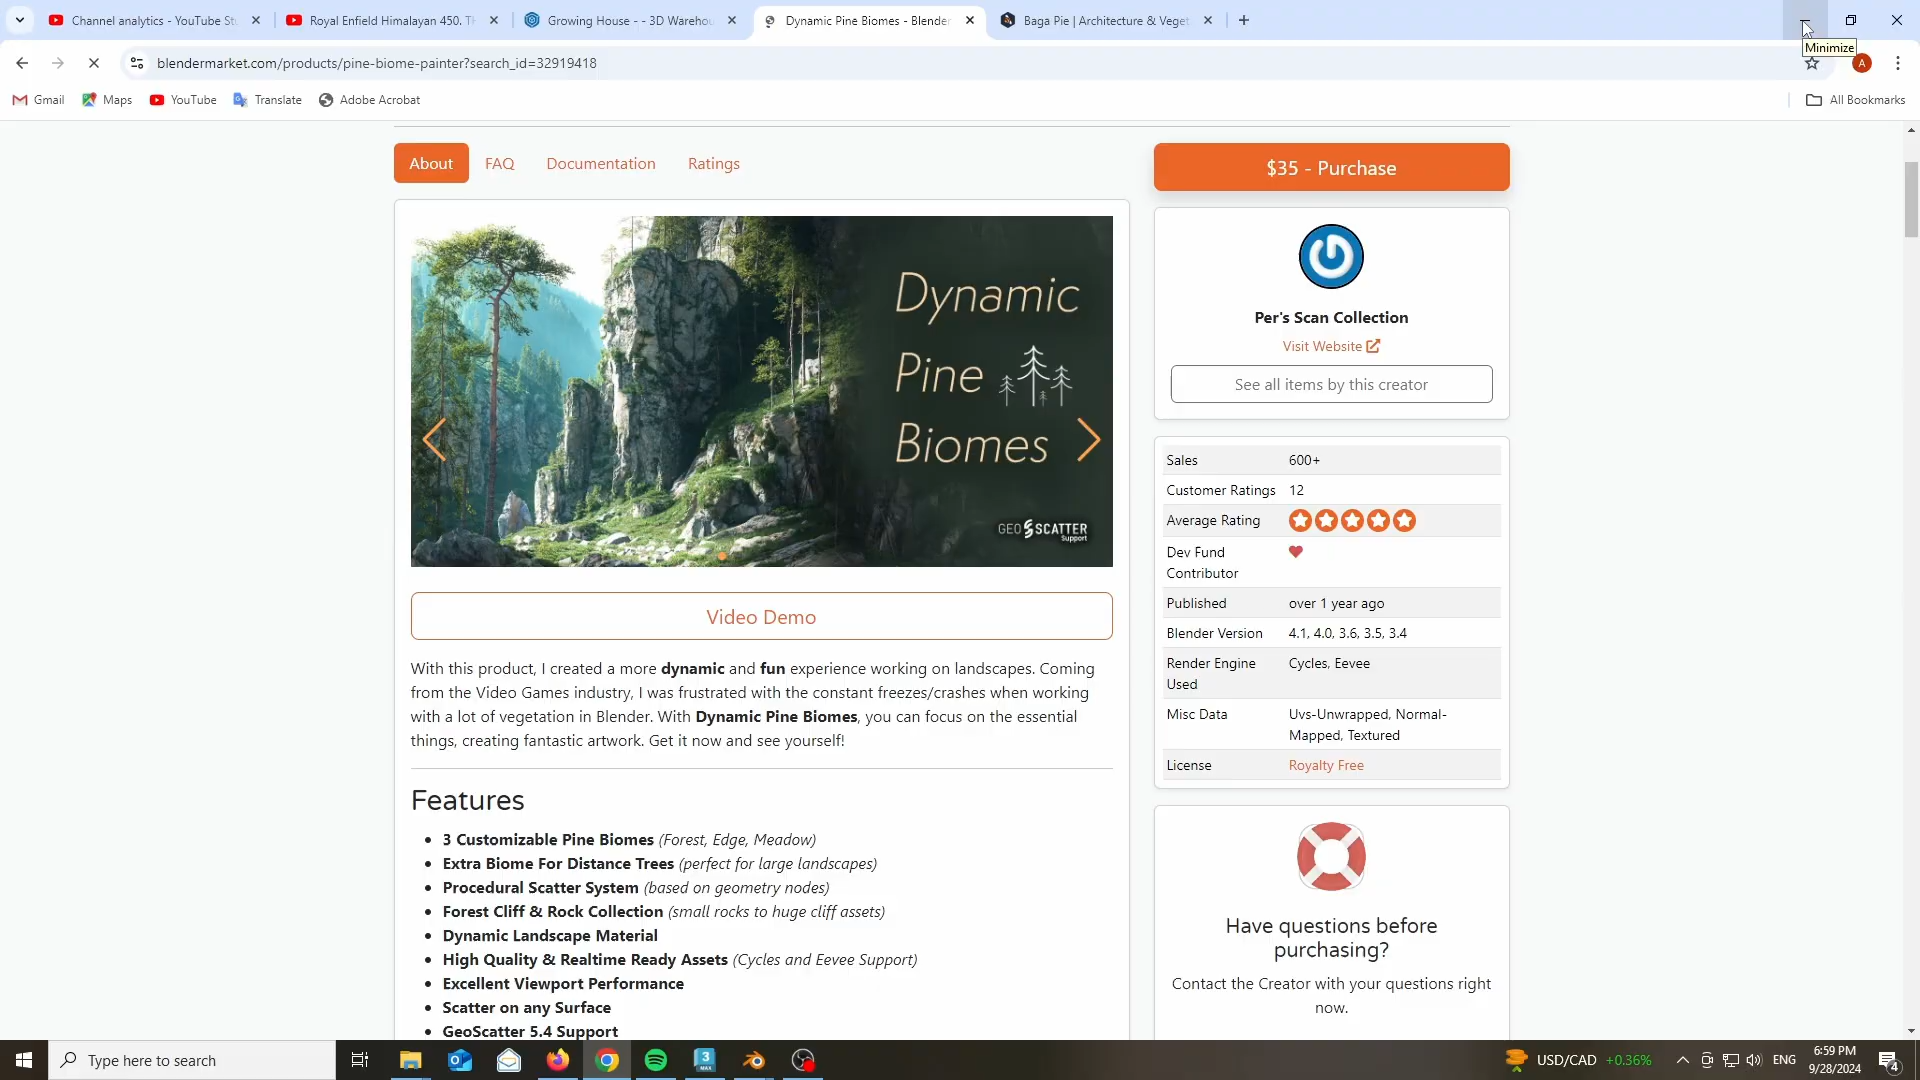 Channel analytics - YouTube St
Royal Enfield Himalayan 450. Th
Growing House - - 3D Warehou
Dynamic Pine Biomes - Blender
Baga Pie | Architecture & Veget
Minimize
blendermarket.com/products/pine-biome-painter?search_id=32919418
A
Gmail
Maps
YouTube
Translate
Adobe Acrobat
All Bookmarks
About
FAQ
Documentation
Ratings
$35 - Purchase
Dynamic
Pine
Biomes
GEO SCATTER
Support
Per's Scan Collection
Visit Website
See all items by this creator
Sales 600+
Customer Ratings 12
Average Rating
Dev Fund
Contributor
Published over 1 year ago
Blender Version 4.1, 4.0, 3.6, 3.5, 3.4
Render Engine Cycles, Eevee
Used
Misc Data Uvs-Unwrapped, Normal-
Mapped, Textured
License Royalty Free
Video Demo
With this product, I created a more dynamic and fun experience working on landscapes. Coming
from the Video Games industry, I was frustrated with the constant freezes/crashes when working
with a lot of vegetation in Blender. With Dynamic Pine Biomes, you can focus on the essential
things, creating fantastic artwork. Get it now and see yourself!
Features
• 3 Customizable Pine Biomes (Forest, Edge, Meadow)
• Extra Biome For Distance Trees (perfect for large landscapes)
• Procedural Scatter System (based on geometry nodes)
• Forest Cliff & Rock Collection (small rocks to huge cliff assets)
• Dynamic Landscape Material
• High Quality & Realtime Ready Assets (Cycles and Eevee Support)
• Excellent Viewport Performance
• Scatter on any Surface
• GeoScatter 5.4 Support
Have questions before
purchasing?
Contact the Creator with your questions right
now.
Type here to search
3
MAX
USD/CAD +0.36%
ENG
6:59 PM
9/28/2024
4